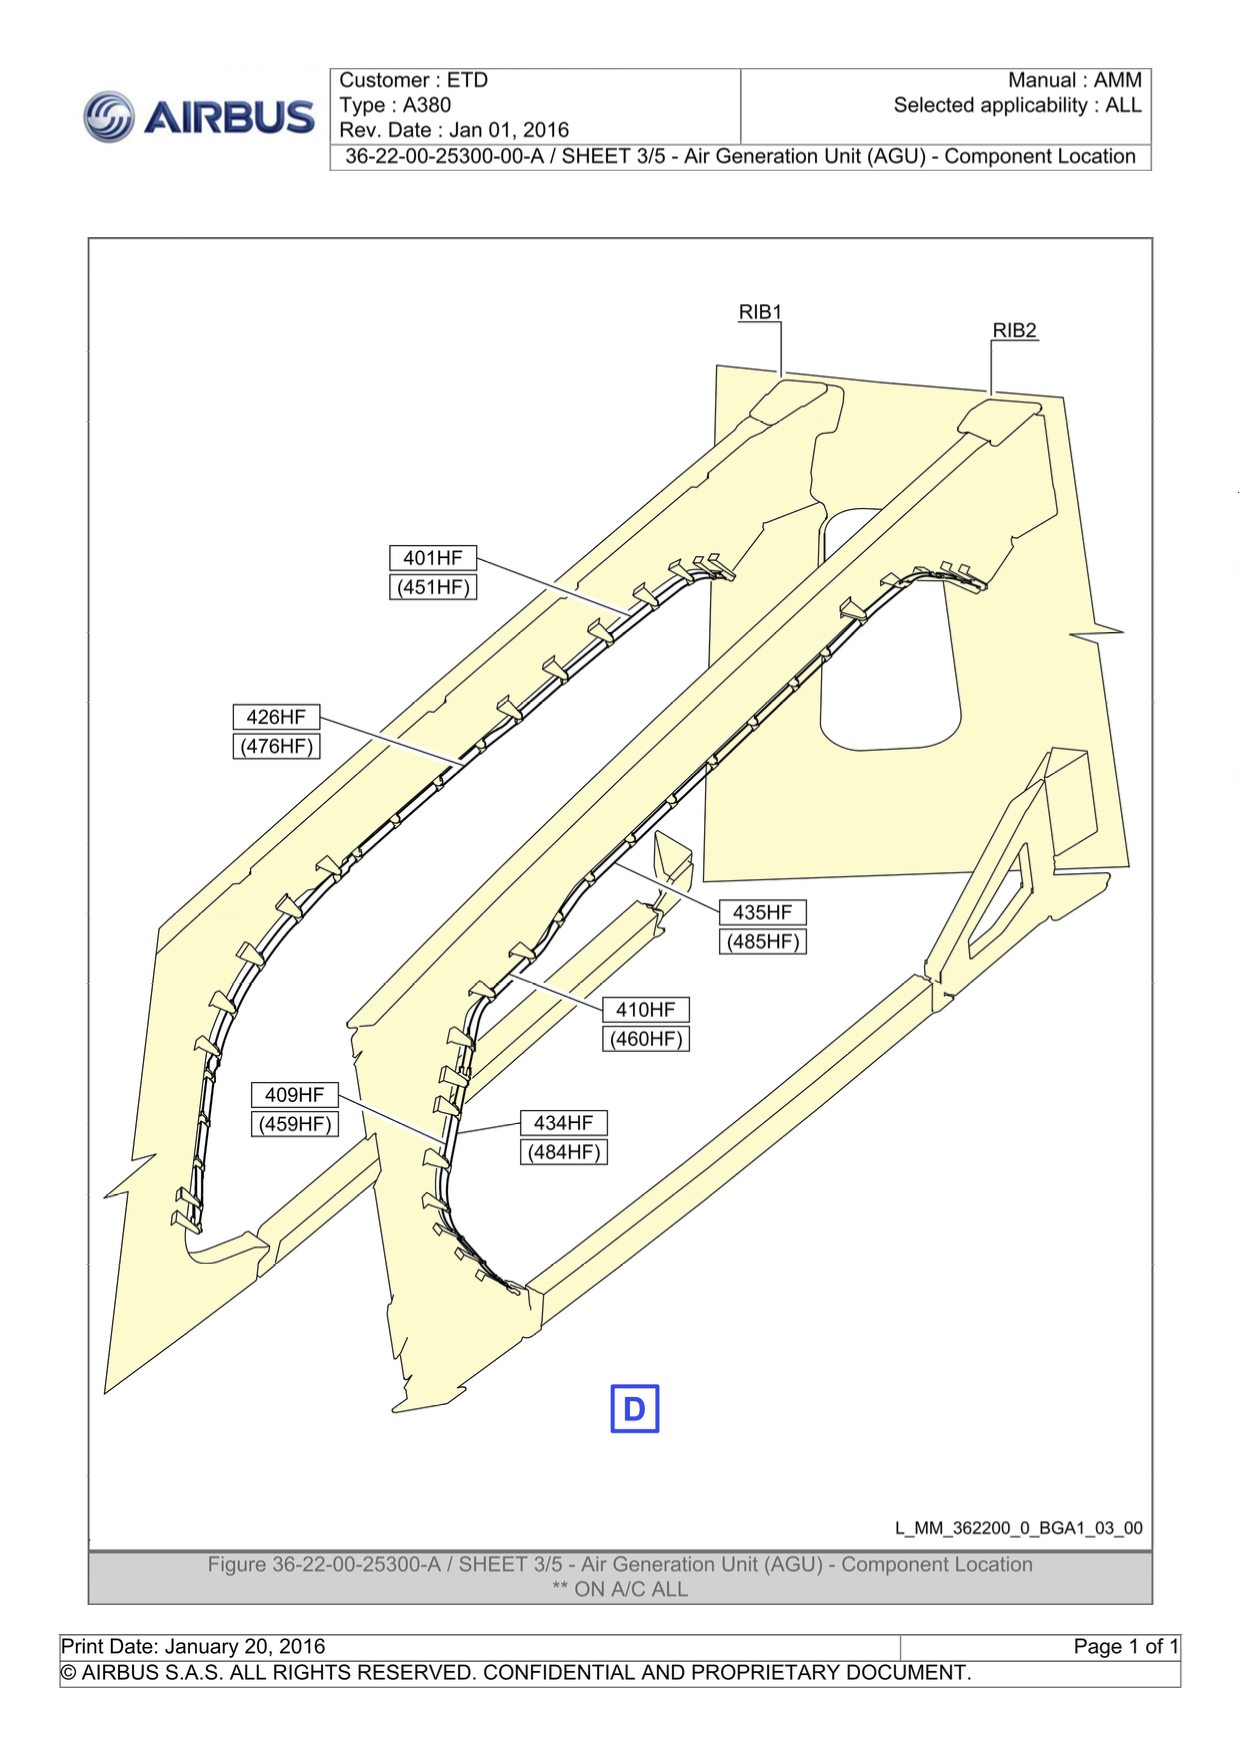 AIRBUS
Customer : ETD
Type : A380
Rev. Date : Jan 01, 2016
Manual : AMM
Selected applicability : ALL
36-22-00-25300-00-A / SHEET 3/5 - Air Generation Unit (AGU) - Component Location
RIB1
RIB2
401HF
(451HF)
426HF
(476HF)
435HF
(485HF)
410HF
(460HF)
409HF
(459HF)
434HF
(484HF)
D
L_MM_362200_0_BGA1_03_00
Figure 36-22-00-25300-A / SHEET 3/5 - Air Generation Unit (AGU) - Component Location
** ON A/C ALL
Print Date: January 20, 2016
Page 1 of 1
© AIRBUS S.A.S. ALL RIGHTS RESERVED. CONFIDENTIAL AND PROPRIETARY DOCUMENT.